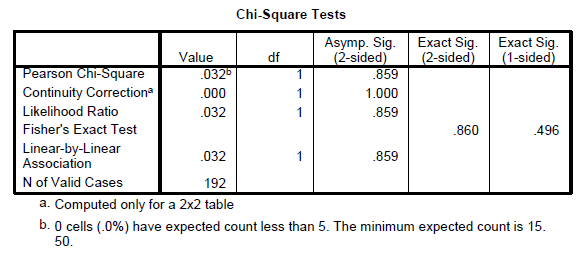 Chi-Square Tests
Value df Asymp. Sig. (2-sided) Exact Sig. (2-sided) Exact Sig. (1-sided)
Pearson Chi-Square .032b 1 .859
Continuity Correctiona .000 1 1.000
Likelihood Ratio .032 1 .859
Fisher's Exact Test .860 .496
Linear-by-Linear
Association .032 1 .859
N of Valid Cases 192
a. Computed only for a 2x2 table
b. 0 cells (.0%) have expected count less than 5. The minimum expected count is 15.
50.